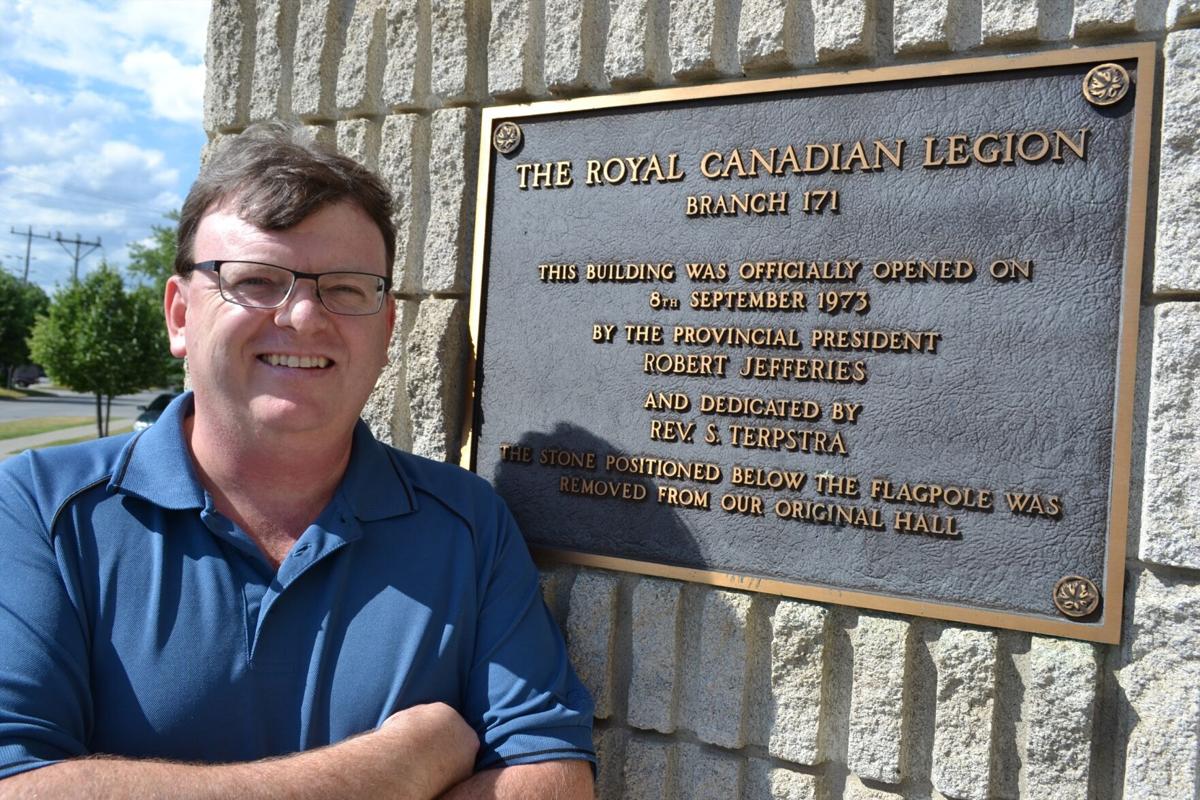 THE ROYAL CANADIAN LEGION
BRANCH 171
THIS BUILDING WAS OFFICIALLY OPENED ON
8TH SEPTEMBER 1973
BY THE PROVINCIAL PRESIDENT
ROBERT JEFFERIES
AND DEDICATED BY
REV. S. TERPSTRA
THE STONE POSITIONED BELOW THE FLAGPOLE WAS
REMOVED FROM OUR ORIGINAL HALL